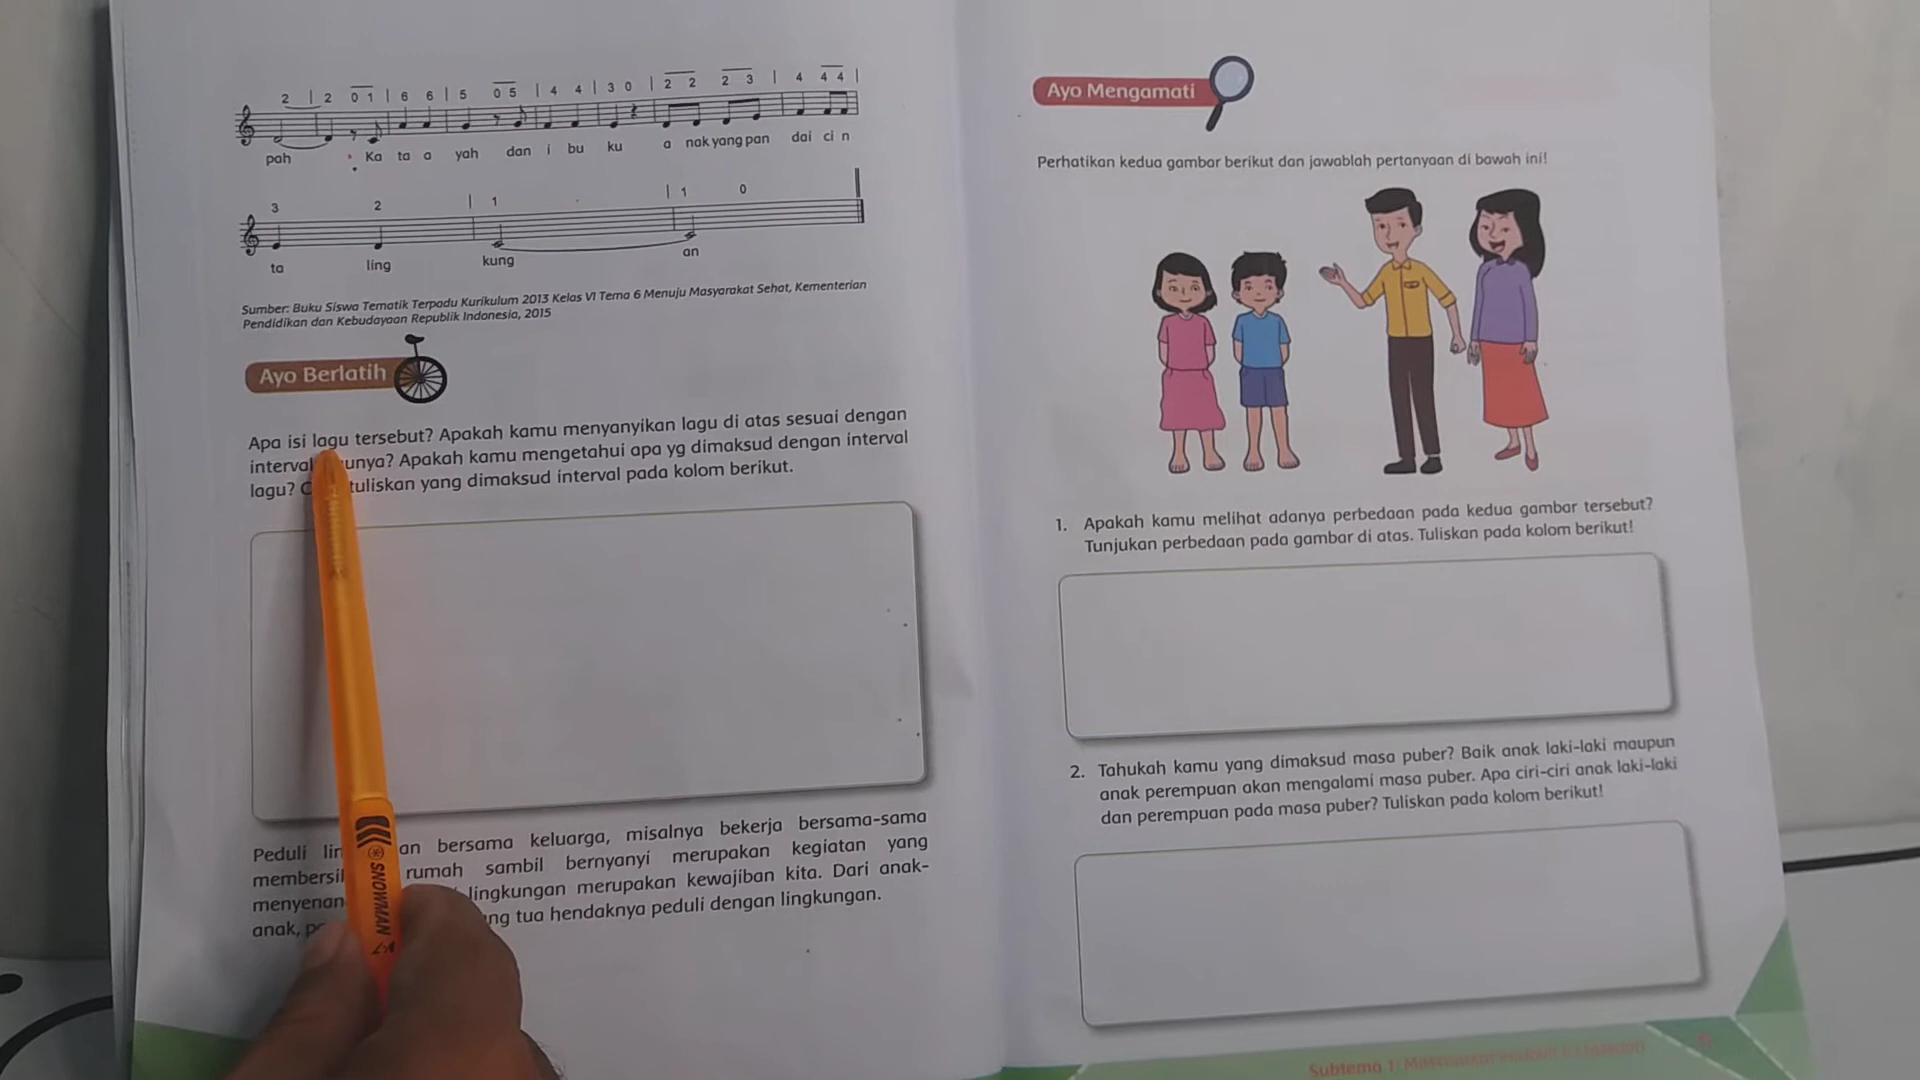 2 | 2 0 1 | 6 6 | 5 0 5 | 4 4 | 3 0 | 2 2 2 3 | 4 4 4 |
pah Ka ta a yah dan i bu ku a nak yang pan dai ci n
3 2 | 1 | 1 0
ta ling kung an
Sumber: Buku Siswa Tematik Terpadu Kurikulum 2013 Kelas VI Tema 6 Menuju Masyarakat Sehat, Kementerian
Pendidikan dan Kebudayaan Republik Indonesia, 2015
Ayo Berlatih
Apa isi lagu tersebut? Apakah kamu menyanyikan lagu di atas sesuai dengan
interval unya? Apakah kamu mengetahui apa yg dimaksud dengan interval
lagu? tuliskan yang dimaksud interval pada kolom berikut.
Peduli an bersama keluarga, misalnya bekerja bersama-sama
rumah sambil bernyanyi merupakan kegiatan yang
lingkungan merupakan kewajiban kita. Dari anak-
anak, tua hendaknya peduli dengan lingkungan.
SNOWMAN
Ayo Mengamati
Perhatikan kedua gambar berikut dan jawablah pertanyaan di bawah ini!
1. Apakah kamu melihat adanya perbedaan pada kedua gambar tersebut?
Tunjukan perbedaan pada gambar di atas. Tuliskan pada kolom berikut!
2. Tahukah kamu yang dimaksud masa puber? Baik anak laki-laki maupun
anak perempuan akan mengalami masa puber. Apa ciri-ciri anak laki-laki
dan perempuan pada masa puber? Tuliskan pada kolom berikut!
Subtema 1